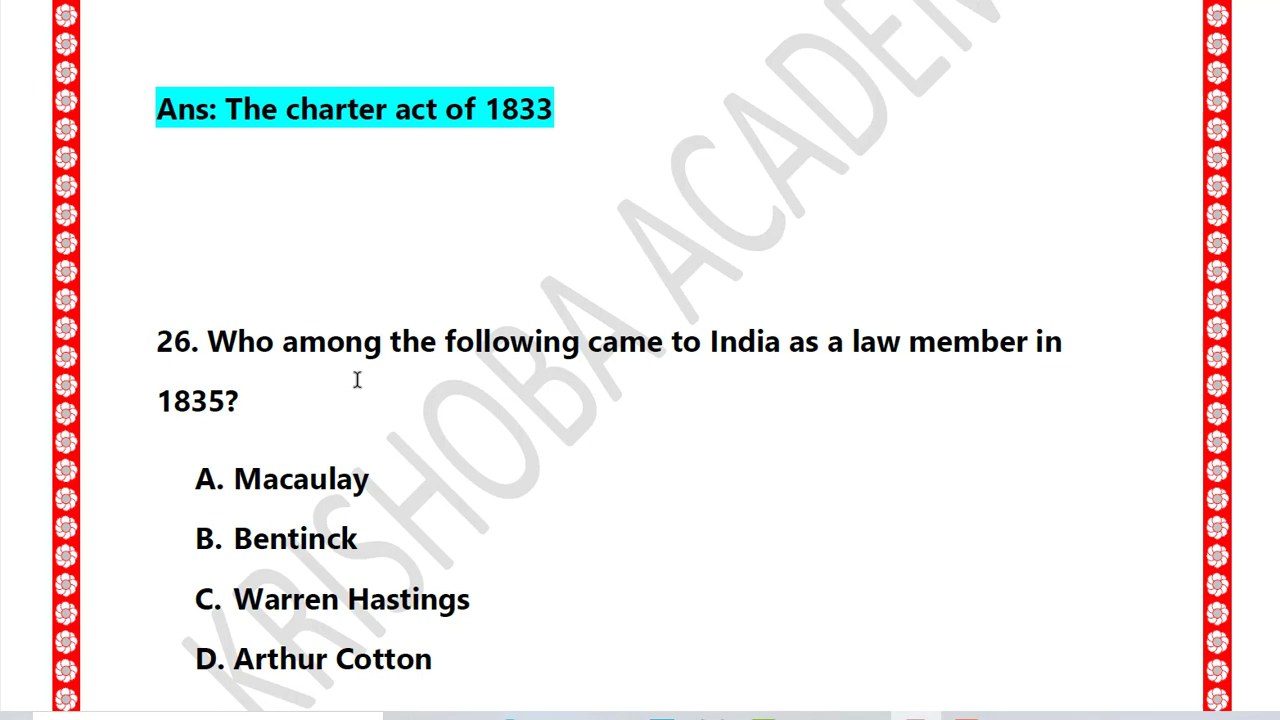 Ans: The charter act of 1833
26. Who among the following came to India as a law member in
1835?
A. Macaulay
B. Bentinck
C. Warren Hastings
D. Arthur Cotton
KRISHOBA ACADEM